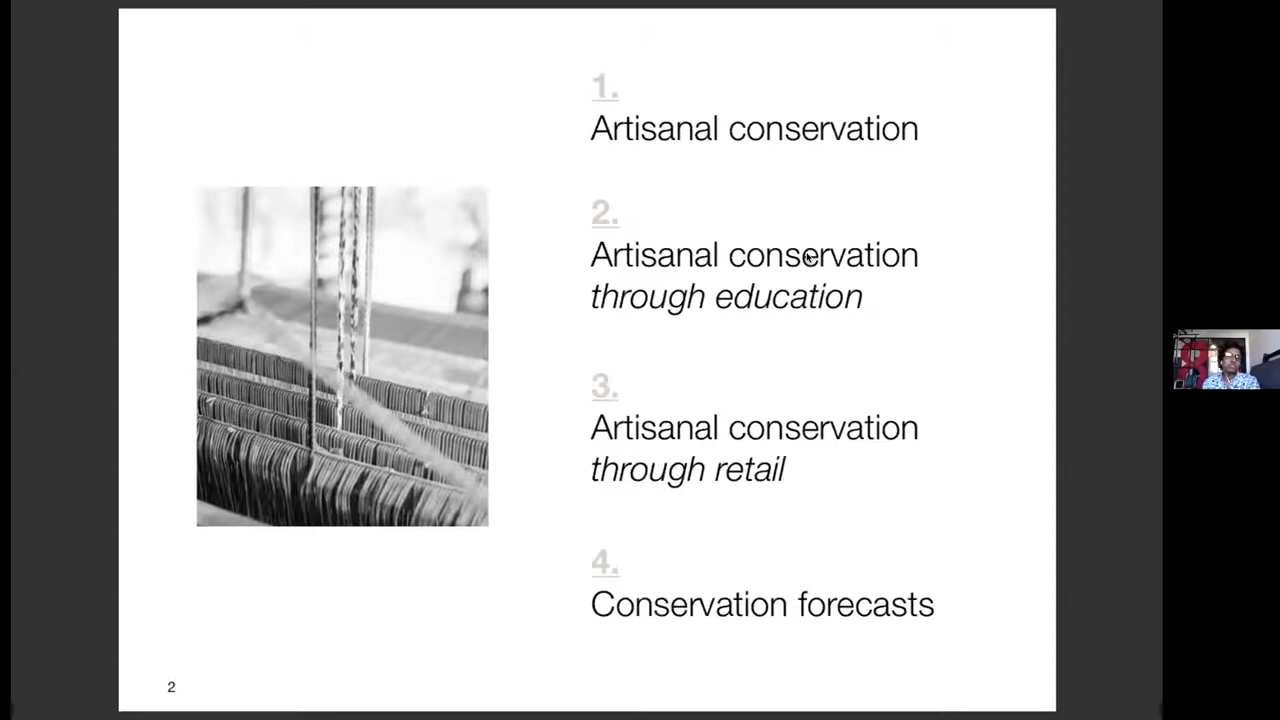 1.
Artisanal conservation
2.
Artisanal conservation
through education
3.
Artisanal conservation
through retail
4.
Conservation forecasts
2